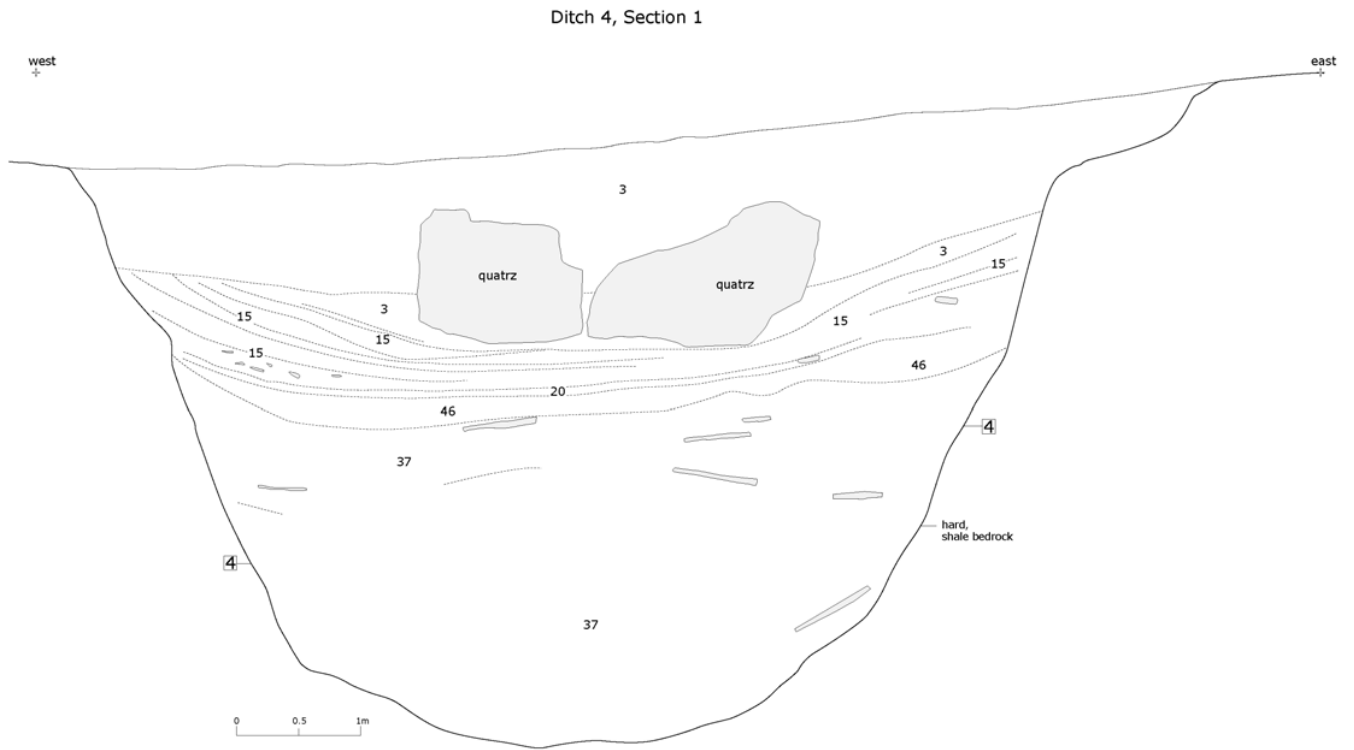 Ditch 4, Section 1
west
east
3
quatrz
quatrz
3
15
3
15
15
15
15
46
20
46
4
37
hard,
shale bedrock
4
37
0 0.5 1m